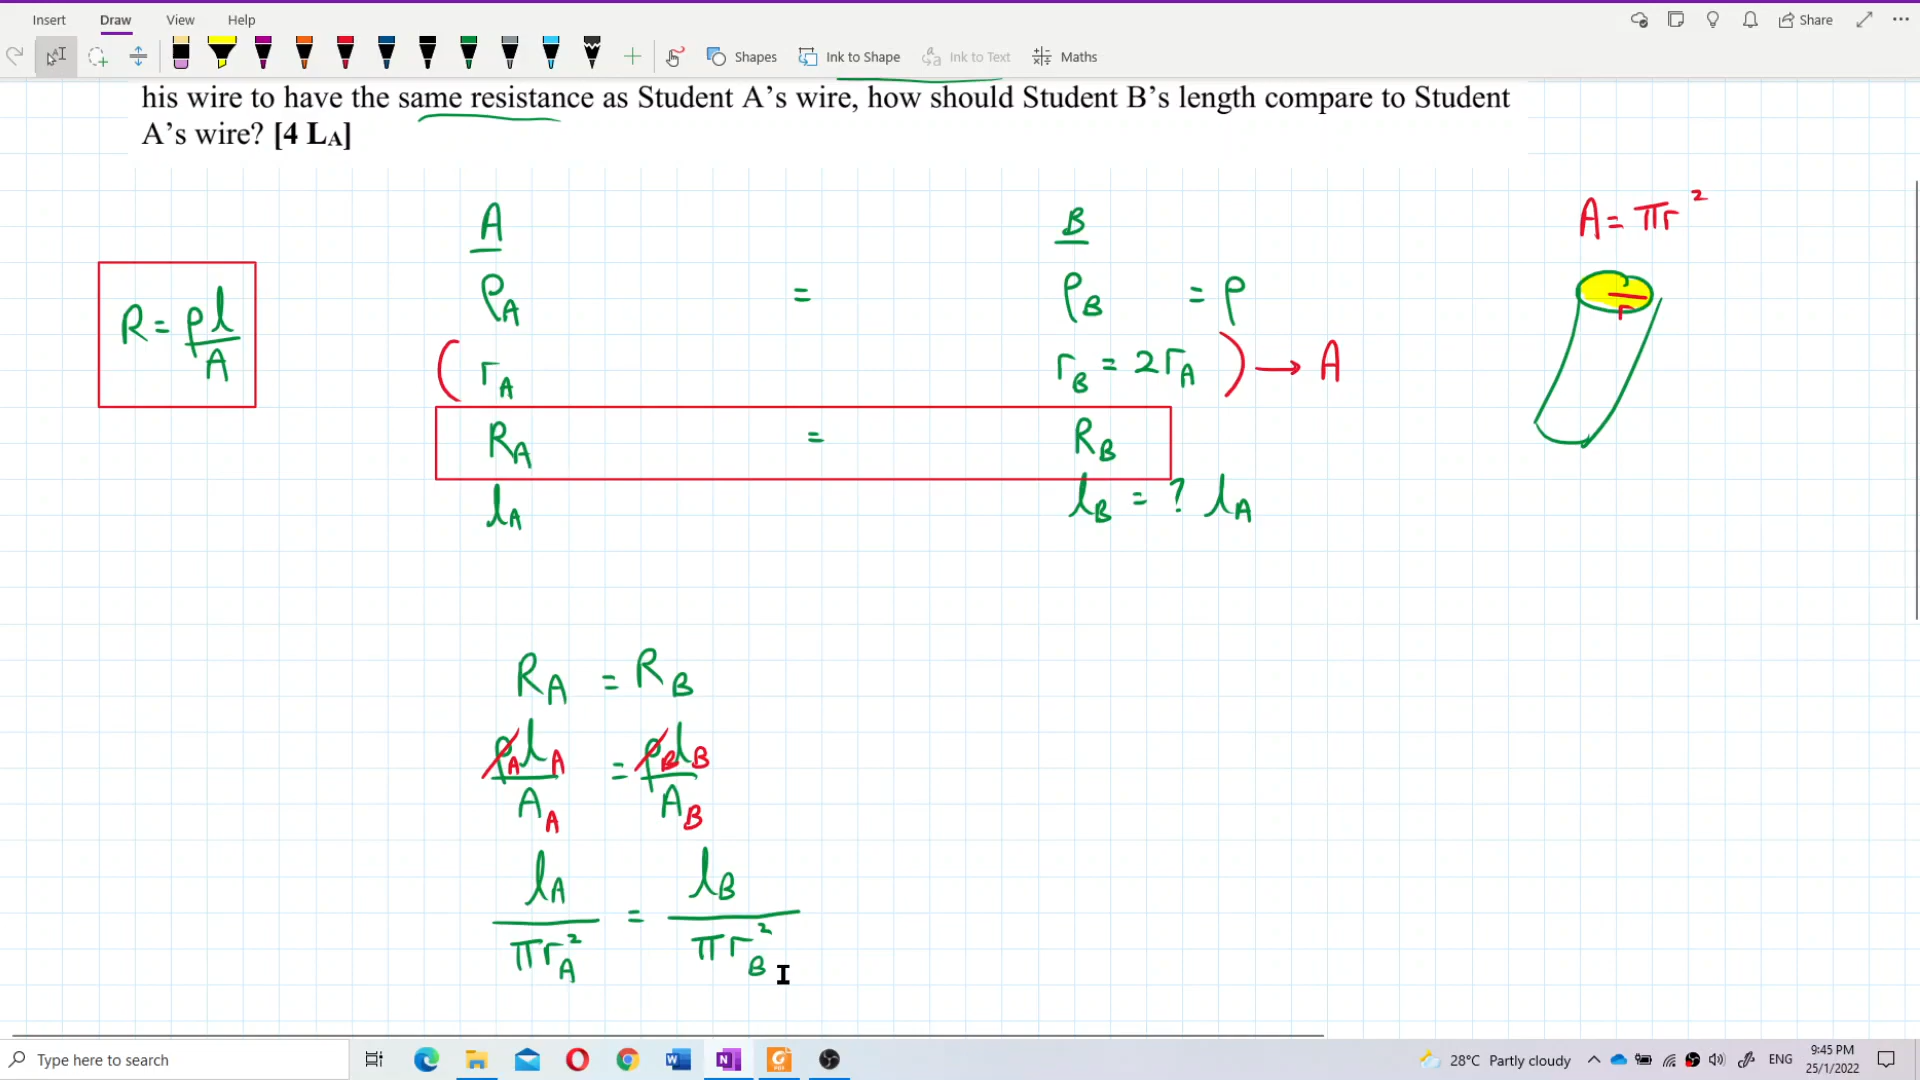 Insert Draw View Help
Share
Shapes Ink to Shape Ink to Text Maths
his wire to have the same resistance as Student A’s wire, how should Student B’s length compare to Student
A’s wire? [4 LA]
A B A = πr²
ρA = ρB = ρ
R = ρl/A
r
(rA rB = 2rA) → A
RA = RB
lA lB = ? lA
RA = RB
ρAlA/AA = ρBlB/AB
lA/πrA² = lB/πrB²
Type here to search
28°C Partly cloudy
ENG
9:45 PM
25/1/2022